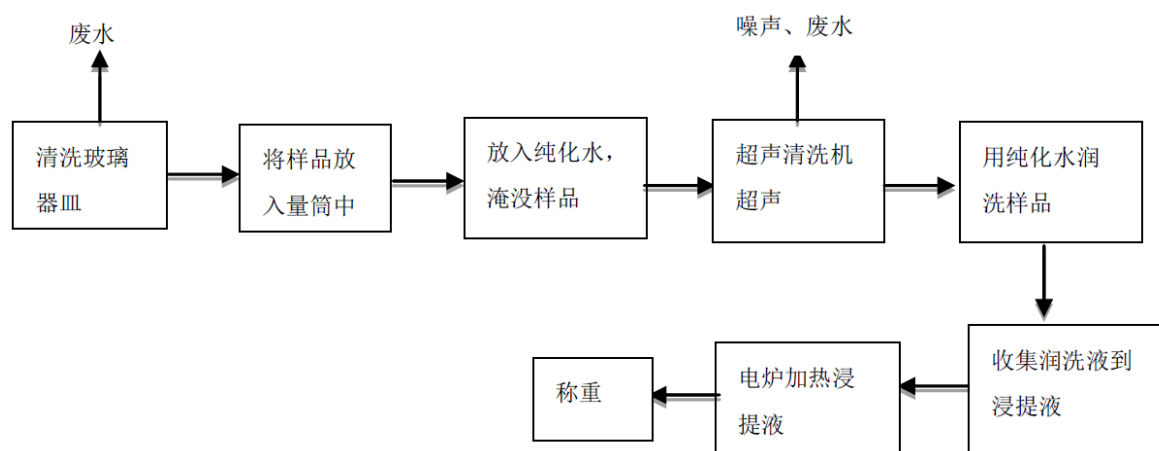 废水
噪声、废水
清洗玻璃
器皿
将样品放
入量筒中
放入纯化水，
淹没样品
超声清洗机
超声
用纯化水润
洗样品
收集润洗液到
浸提液
电炉加热浸
提液
称重